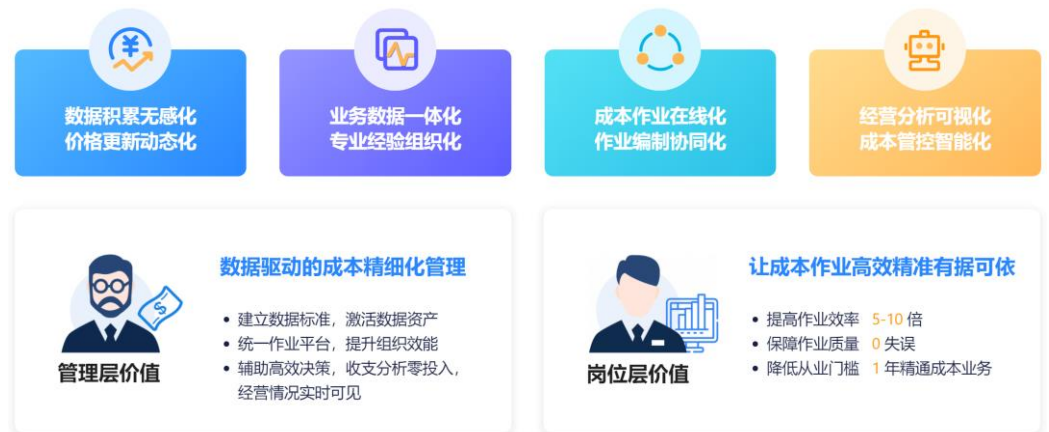 数据积累无感化
价格更新动态化
业务数据一体化
专业经验组织化
成本作业在线化
作业编制协同化
经营分析可视化
成本管控智能化
管理层价值
数据驱动的成本精细化管理
• 建立数据标准，激活数据资产
• 统一作业平台，提升组织效能
• 辅助高效决策，收支分析零投入，
经营情况实时可见
岗位层价值
让成本作业高效精准有据可依
• 提高作业效率 5-10 倍
• 保障作业质量 0 失误
• 降低从业门槛 1 年精通成本业务